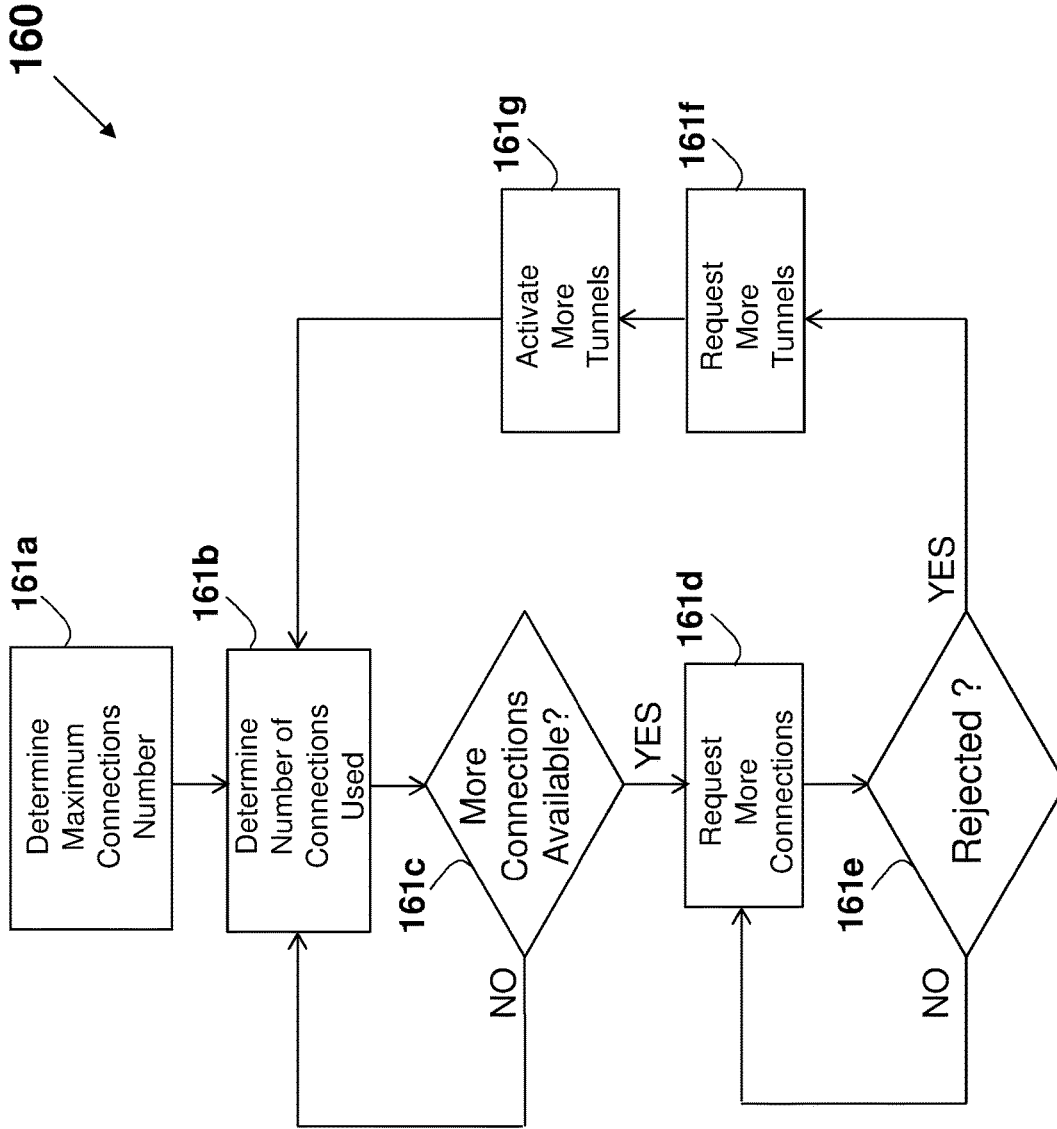 160
161a
Determine
Maximum
Connections
Number
161b
Determine
Number of
Connections
Used
161c
More
Connections
Available?
NO
YES
161d
Request
More
Connections
161e
Rejected ?
NO
YES
161f
Request
More
Tunnels
161g
Activate
More
Tunnels